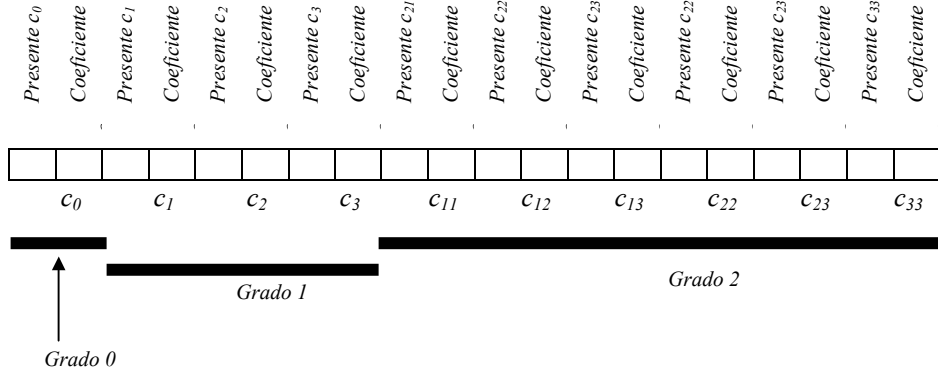 Presente c0
Coeficiente
Presente c1
Coeficiente
Presente c2
Coeficiente
Presente c3
Coeficiente
Presente c21
Coeficiente
Presente c22
Coeficiente
Presente c23
Coeficiente
Presente c22
Coeficiente
Presente c23
Coeficiente
Presente c33
Coeficiente
c0 c1 c2 c3 c11 c12 c13 c22 c23 c33
Grado 1
Grado 2
Grado 0